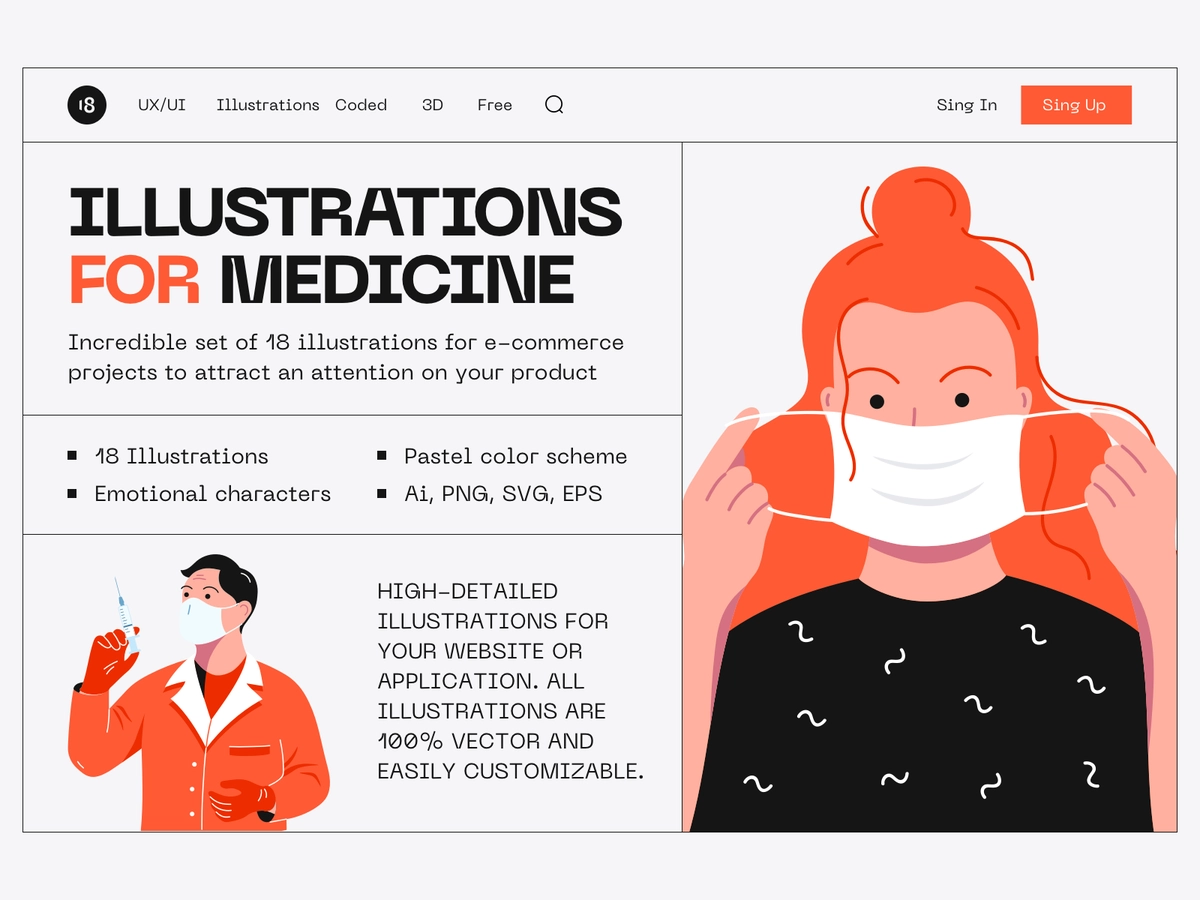 18 UX/UI Illustrations Coded 3D Free Sing In Sing Up
ILLUSTRATIONS
FOR MEDICINE
Incredible set of 18 illustrations for e-commerce
projects to attract an attention on your product
18 Illustrations
Emotional characters
Pastel color scheme
Ai, PNG, SVG, EPS
HIGH-DETAILED
ILLUSTRATIONS FOR
YOUR WEBSITE OR
APPLICATION. ALL
ILLUSTRATIONS ARE
100% VECTOR AND
EASILY CUSTOMIZABLE.